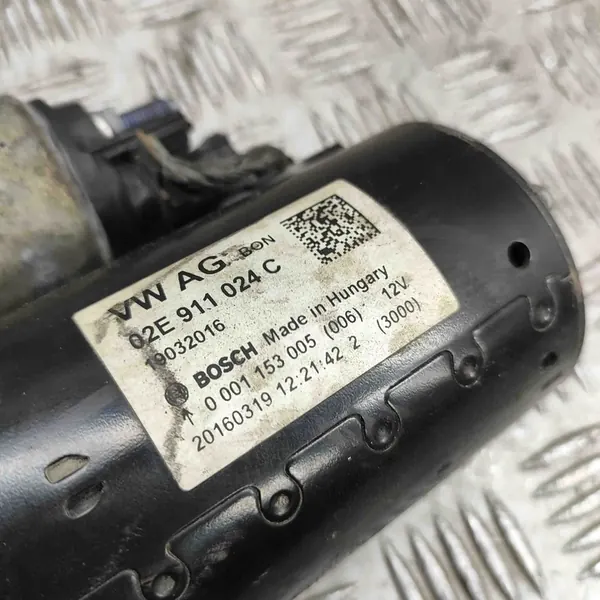 VW AG BON
02E 911 024 C
19032016
BOSCH Made in Hungary
↑ 0 001 153 005 (006) 12V
20160319 12:21:42 2 (3000)